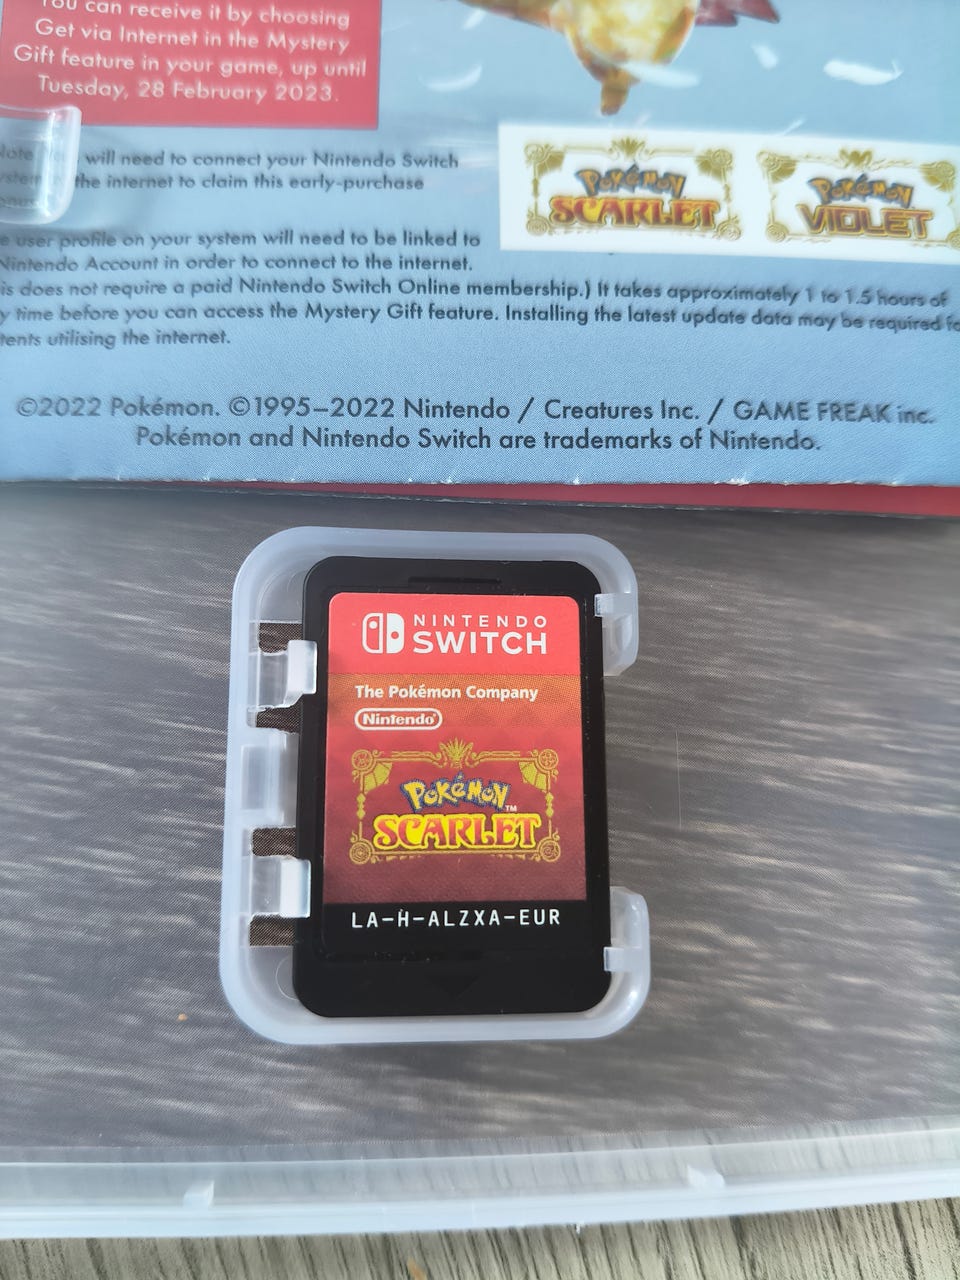 You can receive it by choosing
Get via Internet in the Mystery
Gift feature in your game, up until
Tuesday, 28 February 2023.
will need to connect your Nintendo Switch
the internet to claim this early-purchase
user profile on your system will need to be linked to
Nintendo Account in order to connect to the internet.
is does not require a paid Nintendo Switch Online membership.) It takes approximately 1 to 1.5 hours of
y time before you can access the Mystery Gift feature. Installing the latest update data may be required fo
tents utilising the internet.
POKÉMON
SCARLET
POKÉMON
VIOLET
©2022 Pokémon. ©1995–2022 Nintendo / Creatures Inc. / GAME FREAK inc.
Pokémon and Nintendo Switch are trademarks of Nintendo.
NINTENDO
SWITCH
The Pokémon Company
Nintendo
POKÉMON™
SCARLET
LA-H-ALZXA-EUR